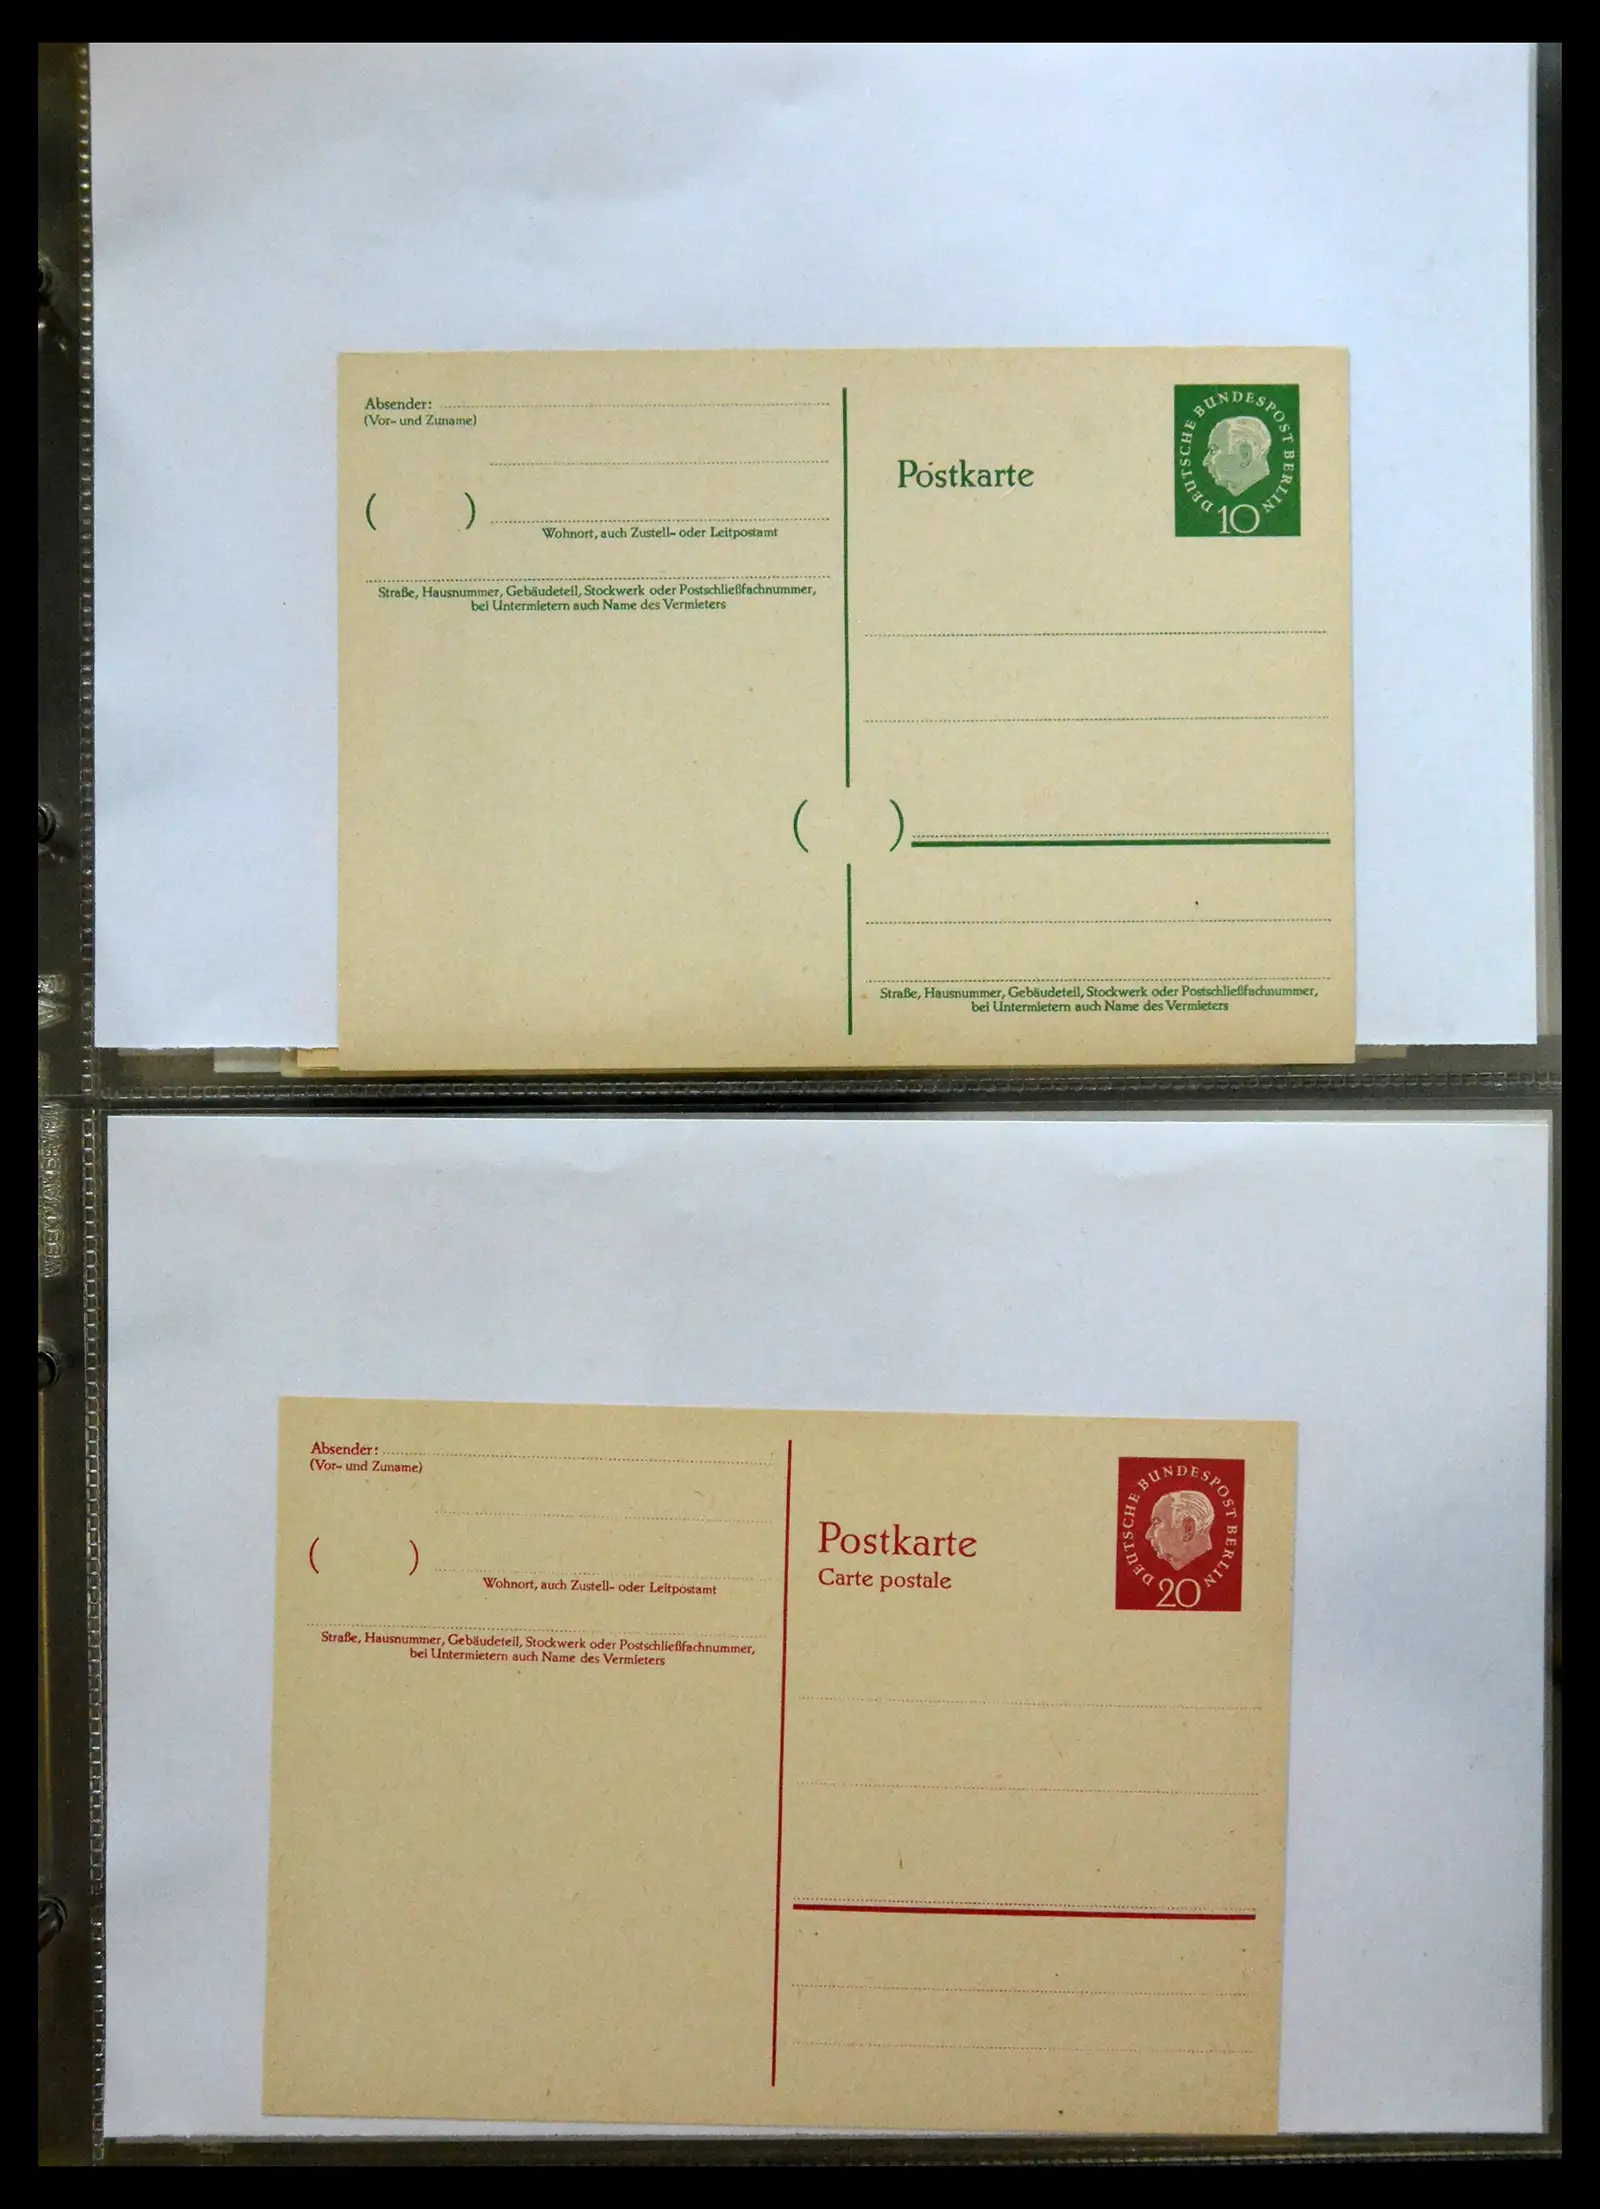 Absender:
(Vor- und Zuname)
( )
Wohnort, auch Zustell- oder Leitpostamt
Straße, Hausnummer, Gebäudeteil, Stockwerk oder Postschließfachnummer,
bei Untermietern auch Name des Vermieters
Postkarte
DEUTSCHE BUNDESPOST BERLIN
10
( )
Straße, Hausnummer, Gebäudeteil, Stockwerk oder Postschließfachnummer,
bei Untermietern auch Name des Vermieters
Absender:
(Vor- und Zuname)
( )
Wohnort, auch Zustell- oder Leitpostamt
Straße, Hausnummer, Gebäudeteil, Stockwerk oder Postschließfachnummer,
bei Untermietern auch Name des Vermieters
Postkarte
Carte postale
DEUTSCHE BUNDESPOST BERLIN
20